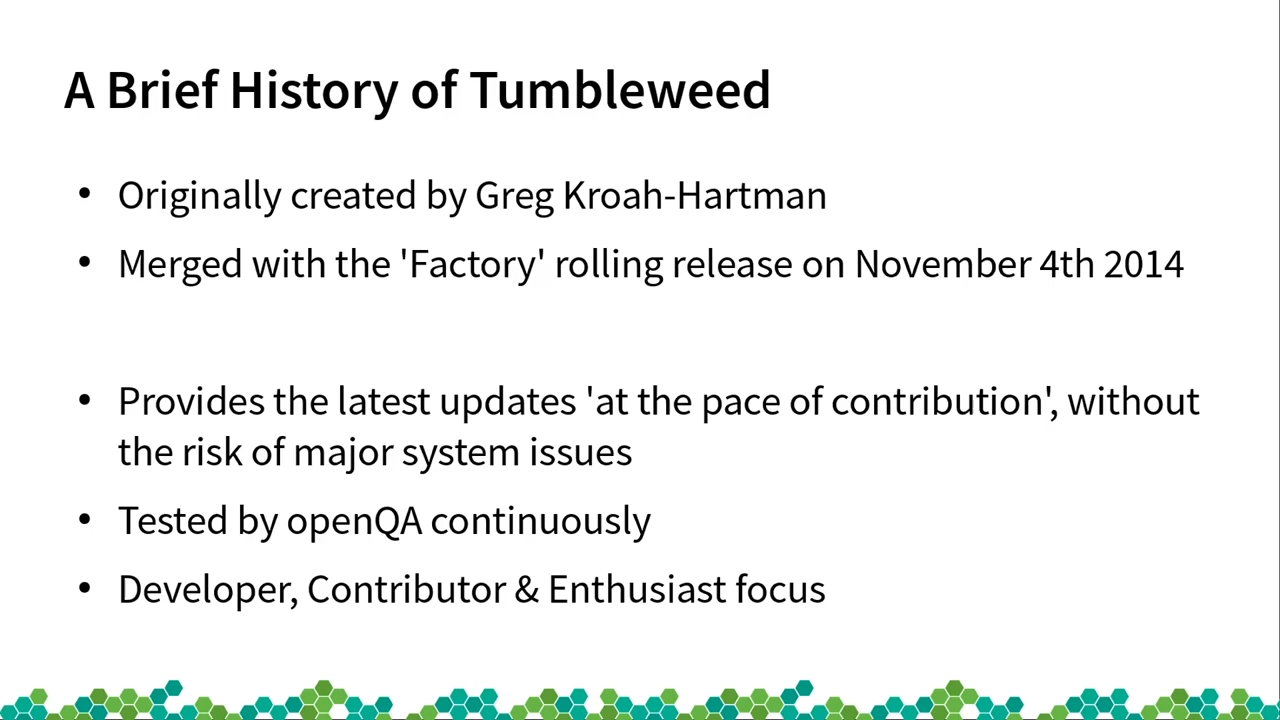 A Brief History of Tumbleweed
• Originally created by Greg Kroah-Hartman
• Merged with the 'Factory' rolling release on November 4th 2014
• Provides the latest updates 'at the pace of contribution', without
the risk of major system issues
• Tested by openQA continuously
• Developer, Contributor & Enthusiast focus